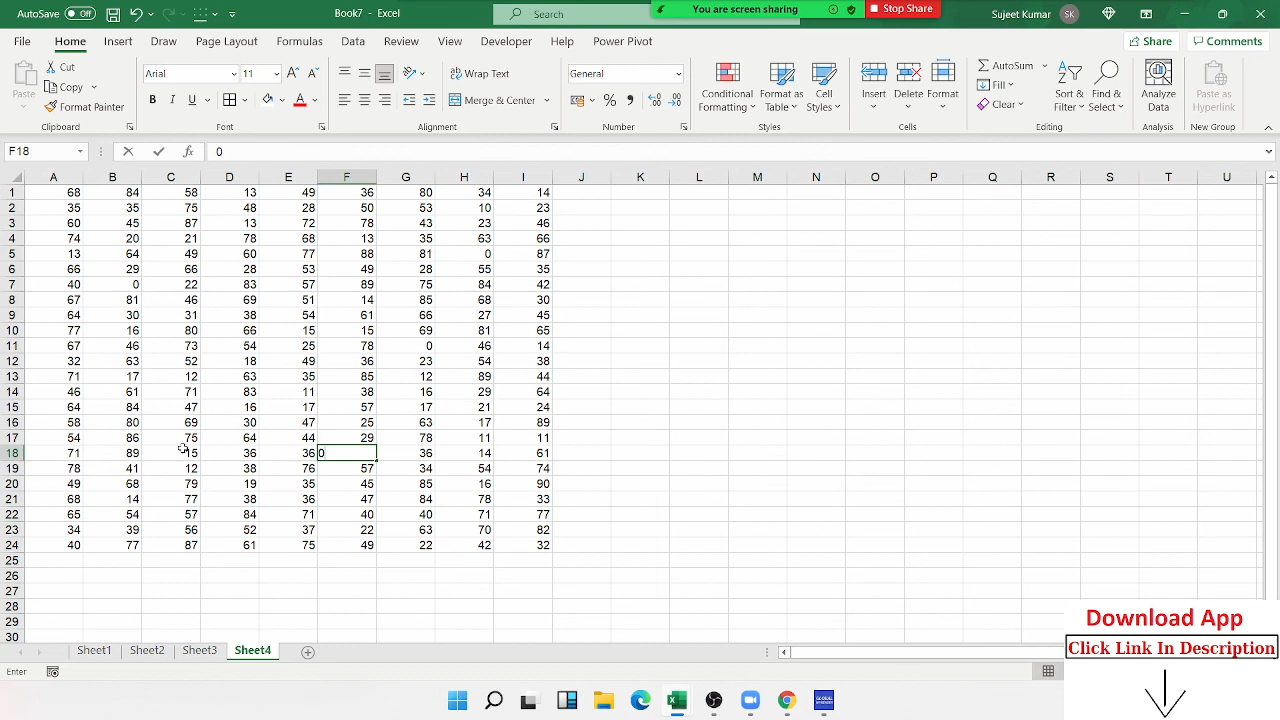 AutoSave Off Book7 - Excel Search You are screen sharing Stop Share Sujeet Kumar SK
File Home Insert Draw Page Layout Formulas Data Review View Developer Help Power Pivot Share Comments
Paste Cut Copy Format Painter Clipboard
Arial 11 B I U A Font
Wrap Text Merge & Center Alignment
General % , Number
Conditional Formatting Format as Table Cell Styles Styles
Insert Delete Format Cells
AutoSum Fill Clear Sort & Filter Find & Select Editing
Analyze Data Analysis
Paste as Hyperlink New Group
F18 fx 0
A B C D E F G H I J K L M N O P Q R S T U
1 68 84 58 13 49 36 80 34 14
2 35 35 75 48 28 50 53 10 23
3 60 45 87 13 72 78 43 23 46
4 74 20 21 78 68 13 35 63 66
5 13 64 49 60 77 88 81 0 87
6 66 29 66 28 53 49 28 55 35
7 40 0 22 83 57 89 75 84 42
8 67 81 46 69 51 14 85 68 30
9 64 30 31 38 54 61 66 27 45
10 77 16 80 66 15 15 69 81 65
11 67 46 73 54 25 78 0 46 14
12 32 63 52 18 49 36 23 54 38
13 71 17 12 63 35 85 12 89 44
14 46 61 71 83 11 38 16 29 64
15 64 84 47 16 17 57 17 21 24
16 58 80 69 30 47 25 63 17 89
17 54 86 75 64 44 29 78 11 11
18 71 89 15 36 36 0 36 14 61
19 78 41 12 38 76 57 34 54 74
20 49 68 79 19 35 45 85 16 90
21 68 14 77 38 36 47 84 78 33
22 65 54 57 84 71 40 40 71 77
23 34 39 56 52 37 22 63 70 82
24 40 77 87 61 75 49 22 42 32
25
26
27
28
29
30
Sheet1 Sheet2 Sheet3 Sheet4
Enter
Download App
Click Link In Description